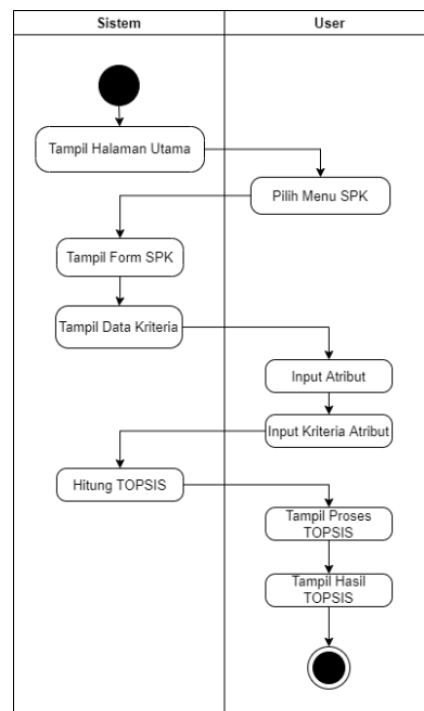 Sistem
User
Tampil Halaman Utama
Pilih Menu SPK
Tampil Form SPK
Tampil Data Kriteria
Input Atribut
Input Kriteria Atribut
Hitung TOPSIS
Tampil Proses
TOPSIS
Tampil Hasil
TOPSIS